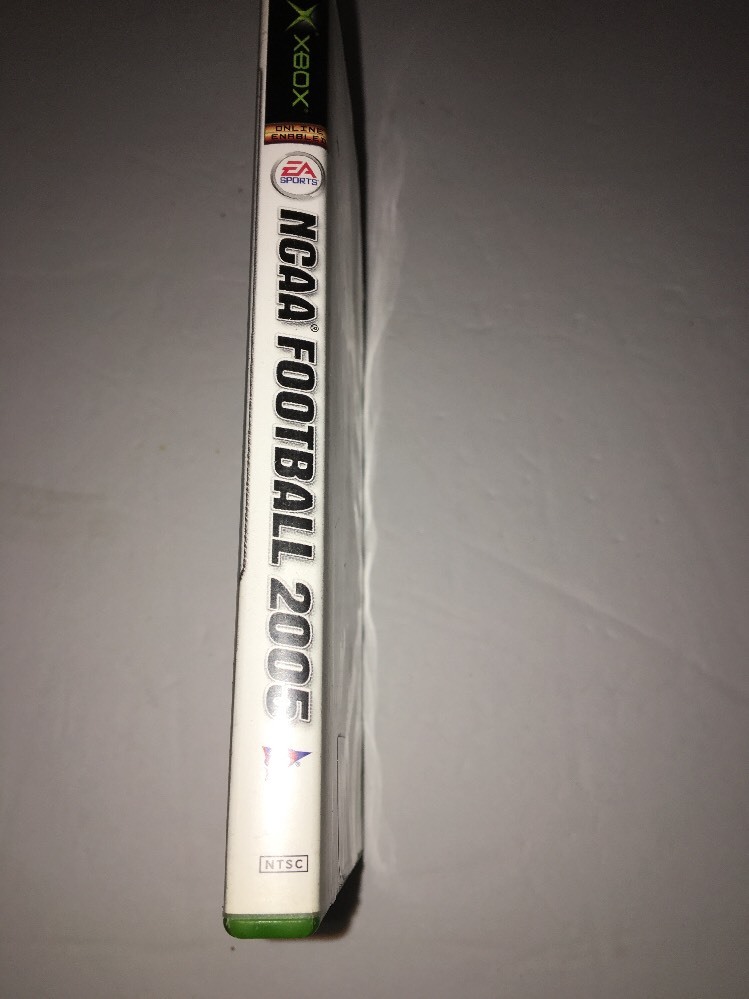 XBOX
ONLINE
ENABLED
EA
SPORTS
NCAA® FOOTBALL 2005
NTSC